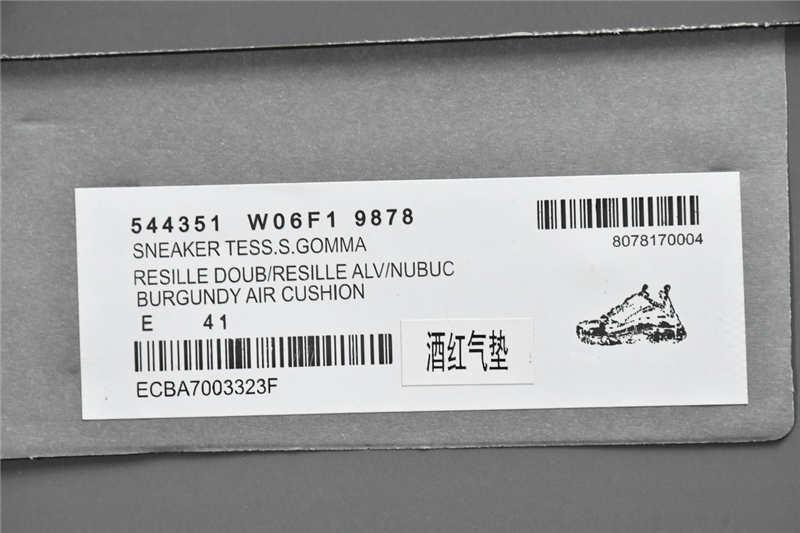 544351 W06F1 9878
SNEAKER TESS.S.GOMMA
RESILLE DOUB/RESILLE ALV/NUBUC
BURGUNDY AIR CUSHION
E 41
ECBA7003323F
8078170004
酒红气垫